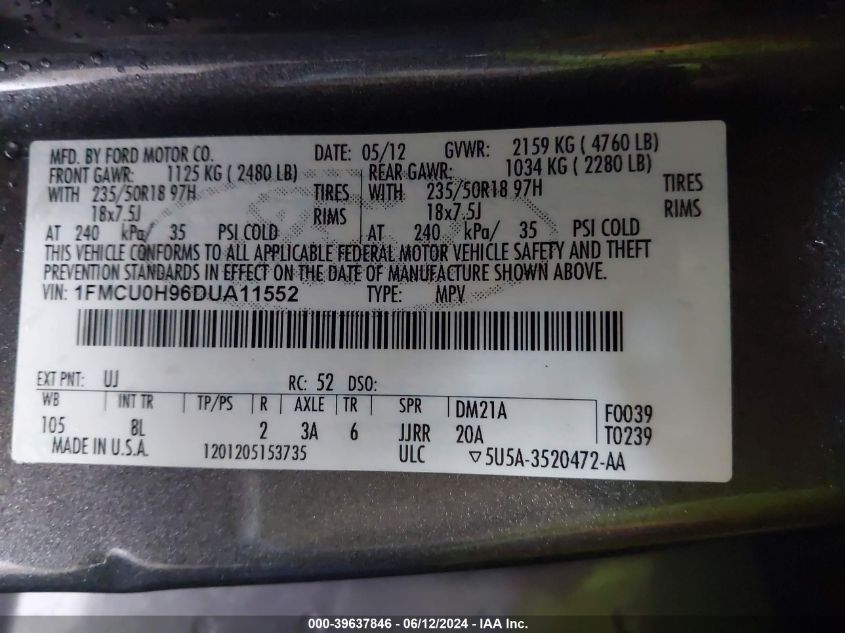 MFD. BY FORD MOTOR CO. DATE: 05/12 GVWR: 2159 KG ( 4760 LB)
FRONT GAWR: 1125 KG ( 2480 LB) REAR GAWR: 1034 KG ( 2280 LB)
WITH 235/50R18 97H TIRES WITH 235/50R18 97H TIRES
18x7.5J RIMS 18x7.5J RIMS
AT 240 kPa/ 35 PSI COLD AT 240 kPa/ 35 PSI COLD
THIS VEHICLE CONFORMS TO ALL APPLICABLE FEDERAL MOTOR VEHICLE SAFETY AND THEFT
PREVENTION STANDARDS IN EFFECT ON THE DATE OF MANUFACTURE SHOWN ABOVE.
VIN: 1FMCU0H96DUA11552 TYPE: MPV
EXT PNT: UJ RC: 52 DSO:
WB INT TR TP/PS R AXLE TR SPR DM21A F0039
105 8L 2 3A 6 JJRR 20A T0239
MADE IN U.S.A. 1201205153735 ULC ▽5U5A-3520472-AA
000-39637846 - 06/12/2024 - IAA Inc.